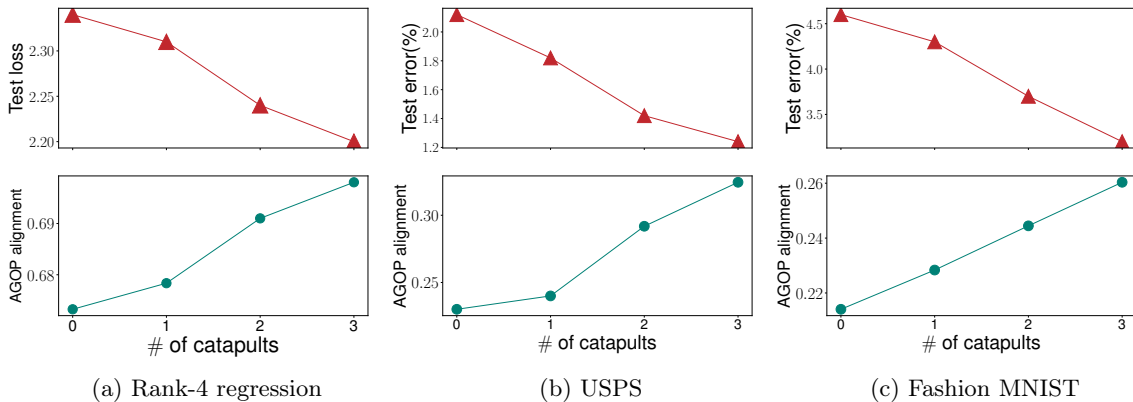 Test loss
2.30
2.25
2.20
AGOP alignment
0.69
0.68
0 1 2 3
# of catapults
(a) Rank-4 regression
Test error(%)
2.0
1.8
1.6
1.4
1.2
AGOP alignment
0.30
0.25
0 1 2 3
# of catapults
(b) USPS
Test error(%)
4.5
4.0
3.5
AGOP alignment
0.26
0.24
0.22
0 1 2 3
# of catapults
(c) Fashion MNIST